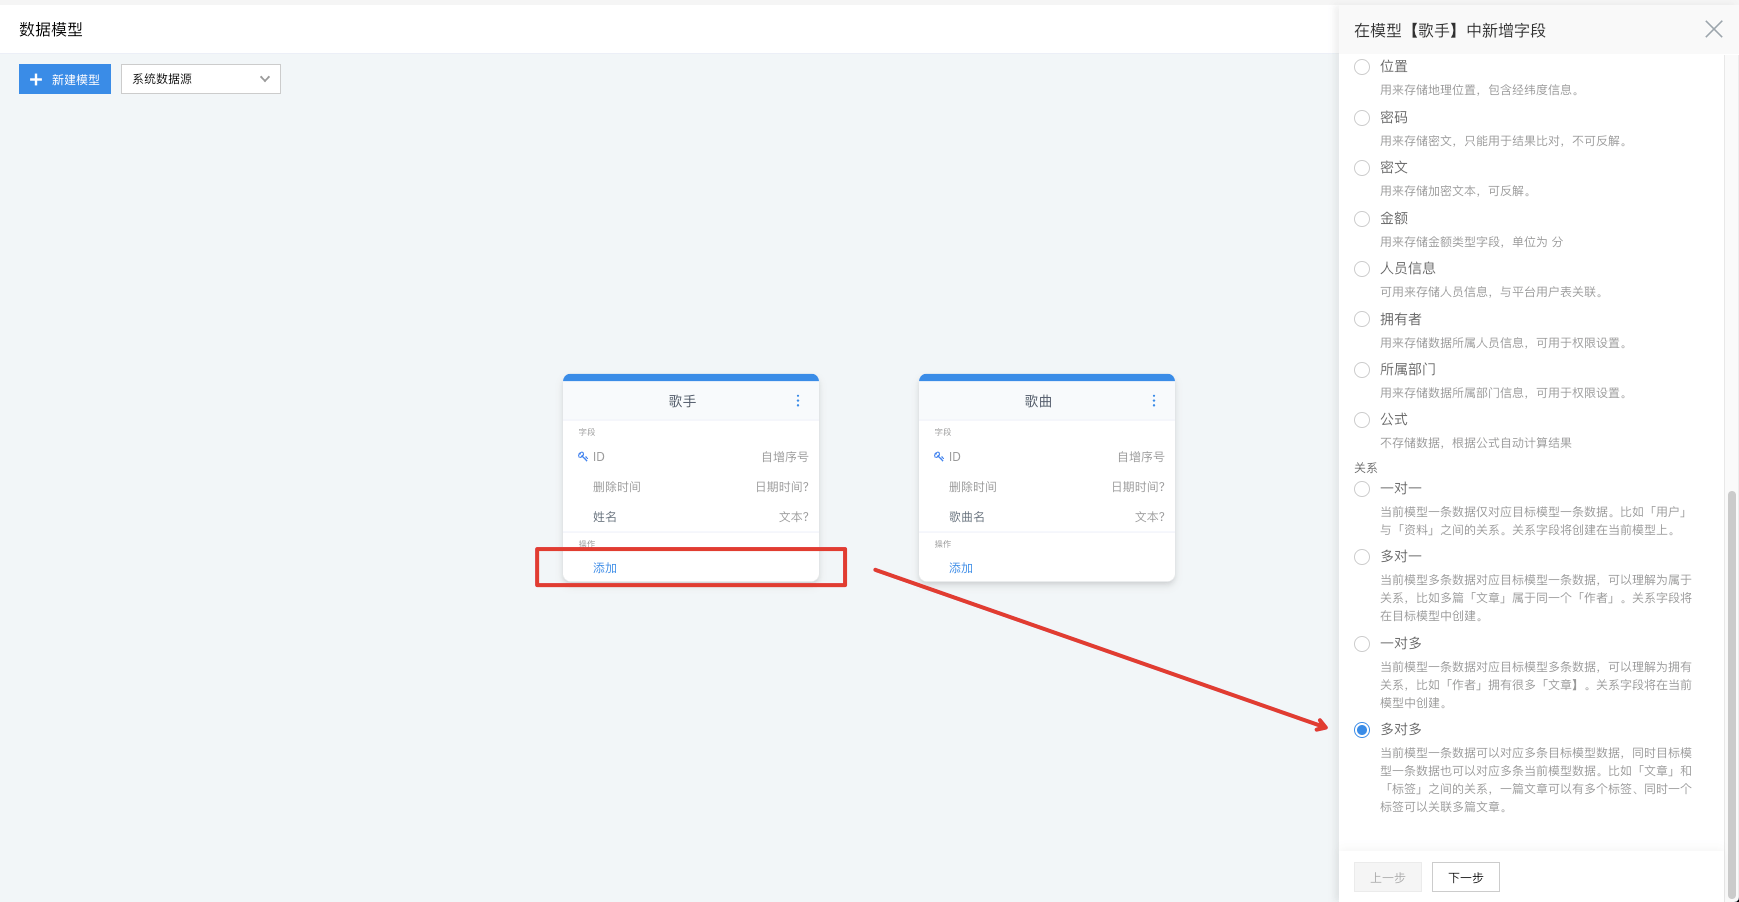 数据模型
新建模型
系统数据源
歌手
字段
ID 自增序号
删除时间 日期时间?
姓名 文本?
操作
添加
歌曲
字段
ID 自增序号
删除时间 日期时间?
歌曲名 文本?
操作
添加
在模型【歌手】中新增字段
位置
用来存储地理位置，包含经纬度信息。
密码
用来存储密文，只能用于结果比对，不可反解。
密文
用来存储加密文本，可反解。
金额
用来存储金额类型字段，单位为 分
人员信息
可用来存储人员信息，与平台用户表关联。
拥有者
用来存储数据所属人员信息，可用于权限设置。
所属部门
用来存储数据所属部门信息，可用于权限设置。
公式
不存储数据，根据公式自动计算结果
关系
一对一
当前模型一条数据仅对应目标模型一条数据。比如「用户」
与「资料」之间的关系。关系字段将创建在当前模型上。
多对一
当前模型多条数据对应目标模型一条数据，可以理解为属于
关系，比如多篇「文章」属于同一个「作者」。关系字段将
在目标模型中创建。
一对多
当前模型一条数据对应目标模型多条数据，可以理解为拥有
关系，比如「作者」拥有很多「文章】。关系字段将在当前
模型中创建。
多对多
当前模型一条数据可以对应多条目标模型数据，同时目标模
型一条数据也可以对应多条当前模型数据。比如「文章」和
「标签」之间的关系，一篇文章可以有多个标签、同时一个
标签可以关联多篇文章。
上一步
下一步